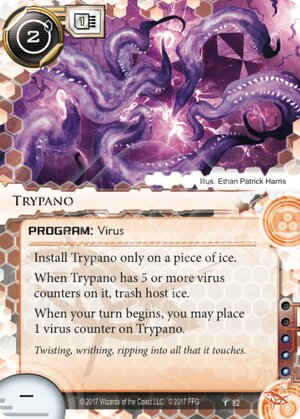 2
1
Illus. Ethan Patrick Harris
TRYPANO
PROGRAM: Virus
Install Trypano only on a piece of ice.
When Trypano has 5 or more virus
counters on it, trash host ice.
When your turn begins, you may place
1 virus counter on Trypano.
Twisting, writhing, ripping into all that it touches.
–
© 2017 Wizards of the Coast LLC. © 2017 FFG
82